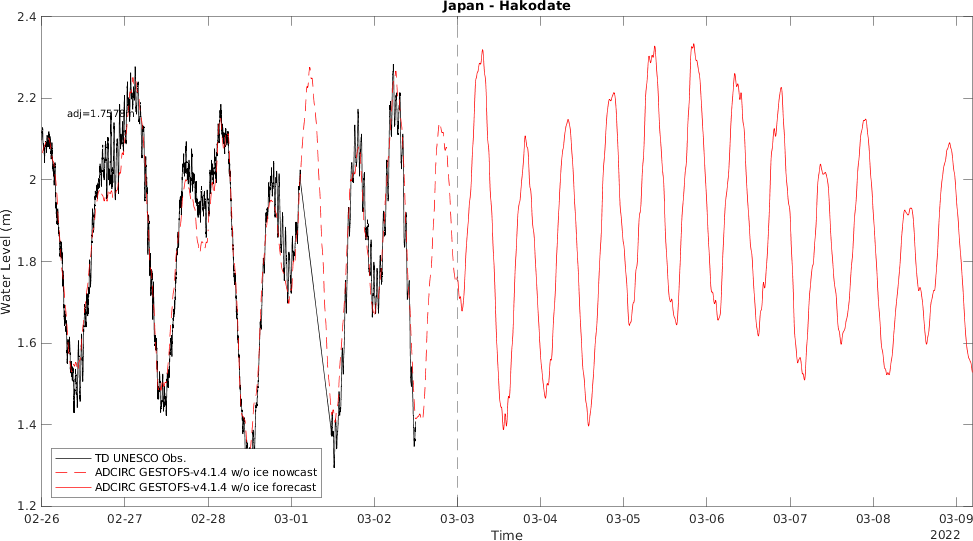 Japan - Hakodate
Water Level (m)
2.4
2.2
2
1.8
1.6
1.4
1.2
adj=1.7578m
TD UNESCO Obs.
ADCIRC GESTOFS-v4.1.4 w/o ice nowcast
ADCIRC GESTOFS-v4.1.4 w/o ice forecast
02-26 02-27 02-28 03-01 03-02 03-03 03-04 03-05 03-06 03-07 03-08 03-09
Time
2022